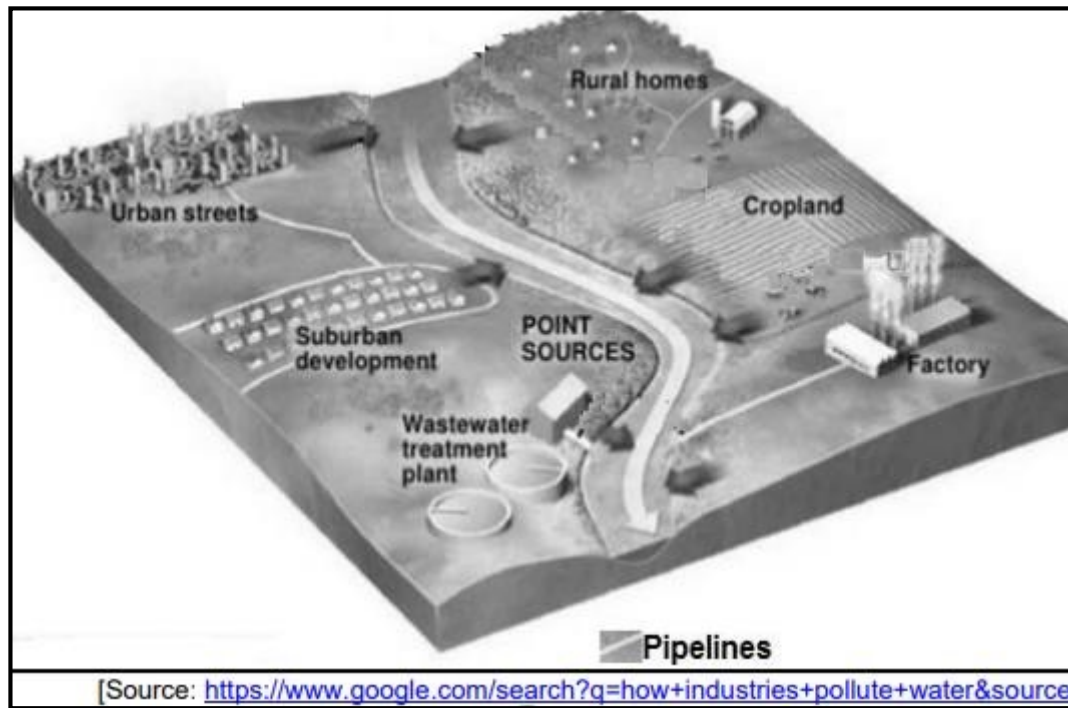 Rural homes
Cropland
Urban streets
POINT
SOURCES
Suburban
development
Factory
Wastewater
treatment
plant
Pipelines
[Source: https://www.google.com/search?q=how+industries+pollute+water&source